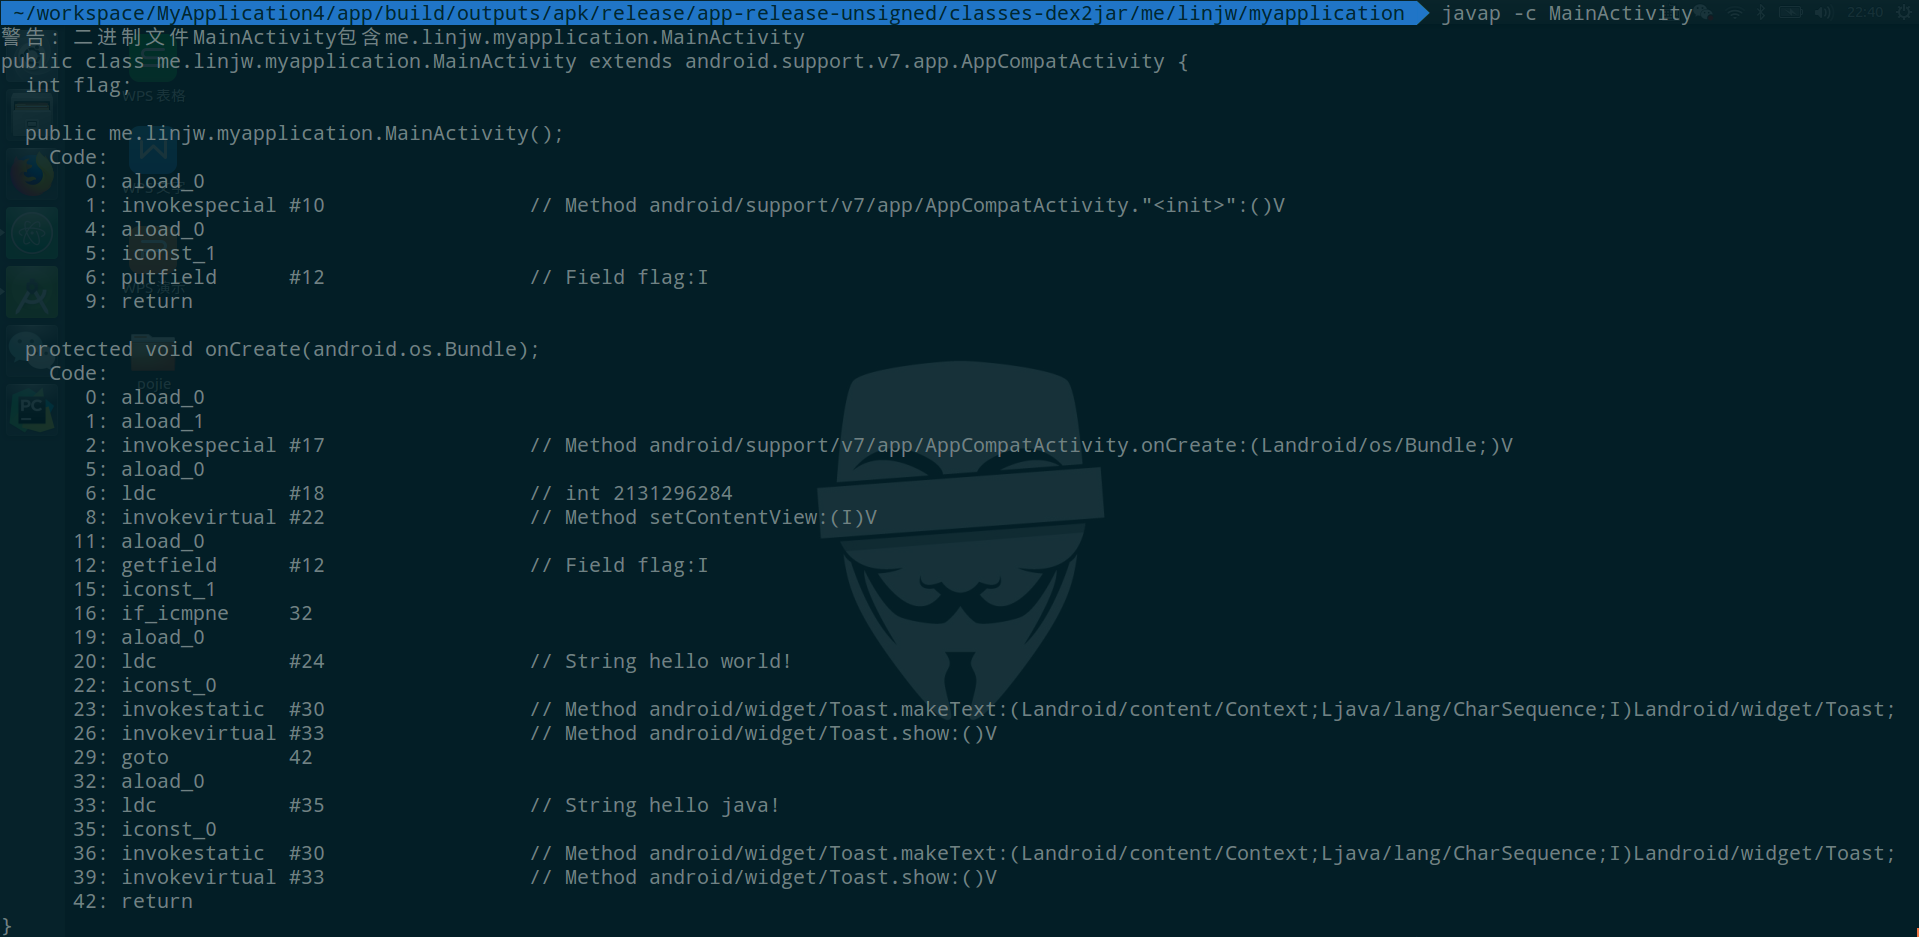 ~/workspace/MyApplication4/app/build/outputs/apk/release/app-release-unsigned/classes-dex2jar/me/linjw/myapplication javap -c MainActivity 22:40
警告: 二进制文件MainActivity包含me.linjw.myapplication.MainActivity
public class me.linjw.myapplication.MainActivity extends android.support.v7.app.AppCompatActivity {
int flag;
WPS 表格
public me.linjw.myapplication.MainActivity();
Code:
0: aload_0
1: invokespecial #10 // Method android/support/v7/app/AppCompatActivity."<init>":()V
4: aload_0
5: iconst_1
6: putfield #12 // Field flag:I
WPS 演示
9: return
protected void onCreate(android.os.Bundle);
Code:
pojie
0: aload_0
1: aload_1
PC
2: invokespecial #17 // Method android/support/v7/app/AppCompatActivity.onCreate:(Landroid/os/Bundle;)V
5: aload_0
6: ldc #18 // int 2131296284
8: invokevirtual #22 // Method setContentView:(I)V
11: aload_0
12: getfield #12 // Field flag:I
15: iconst_1
16: if_icmpne 32
19: aload_0
20: ldc #24 // String hello world!
22: iconst_0
23: invokestatic #30 // Method android/widget/Toast.makeText:(Landroid/content/Context;Ljava/lang/CharSequence;I)Landroid/widget/Toast;
26: invokevirtual #33 // Method android/widget/Toast.show:()V
29: goto 42
32: aload_0
33: ldc #35 // String hello java!
35: iconst_0
36: invokestatic #30 // Method android/widget/Toast.makeText:(Landroid/content/Context;Ljava/lang/CharSequence;I)Landroid/widget/Toast;
39: invokevirtual #33 // Method android/widget/Toast.show:()V
42: return
}